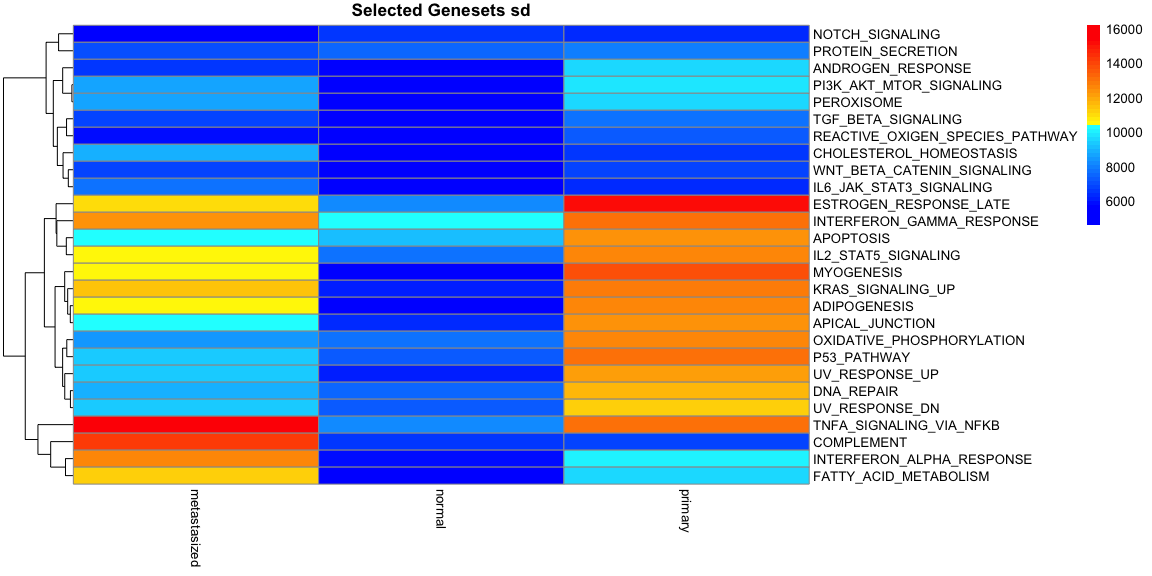 Selected Genesets sd
NOTCH_SIGNALING
PROTEIN_SECRETION
ANDROGEN_RESPONSE
PI3K_AKT_MTOR_SIGNALING
PEROXISOME
TGF_BETA_SIGNALING
REACTIVE_OXIGEN_SPECIES_PATHWAY
CHOLESTEROL_HOMEOSTASIS
WNT_BETA_CATENIN_SIGNALING
IL6_JAK_STAT3_SIGNALING
ESTROGEN_RESPONSE_LATE
INTERFERON_GAMMA_RESPONSE
APOPTOSIS
IL2_STAT5_SIGNALING
MYOGENESIS
KRAS_SIGNALING_UP
ADIPOGENESIS
APICAL_JUNCTION
OXIDATIVE_PHOSPHORYLATION
P53_PATHWAY
UV_RESPONSE_UP
DNA_REPAIR
UV_RESPONSE_DN
TNFA_SIGNALING_VIA_NFKB
COMPLEMENT
INTERFERON_ALPHA_RESPONSE
FATTY_ACID_METABOLISM
16000
14000
12000
10000
8000
6000
metastasized
normal
primary